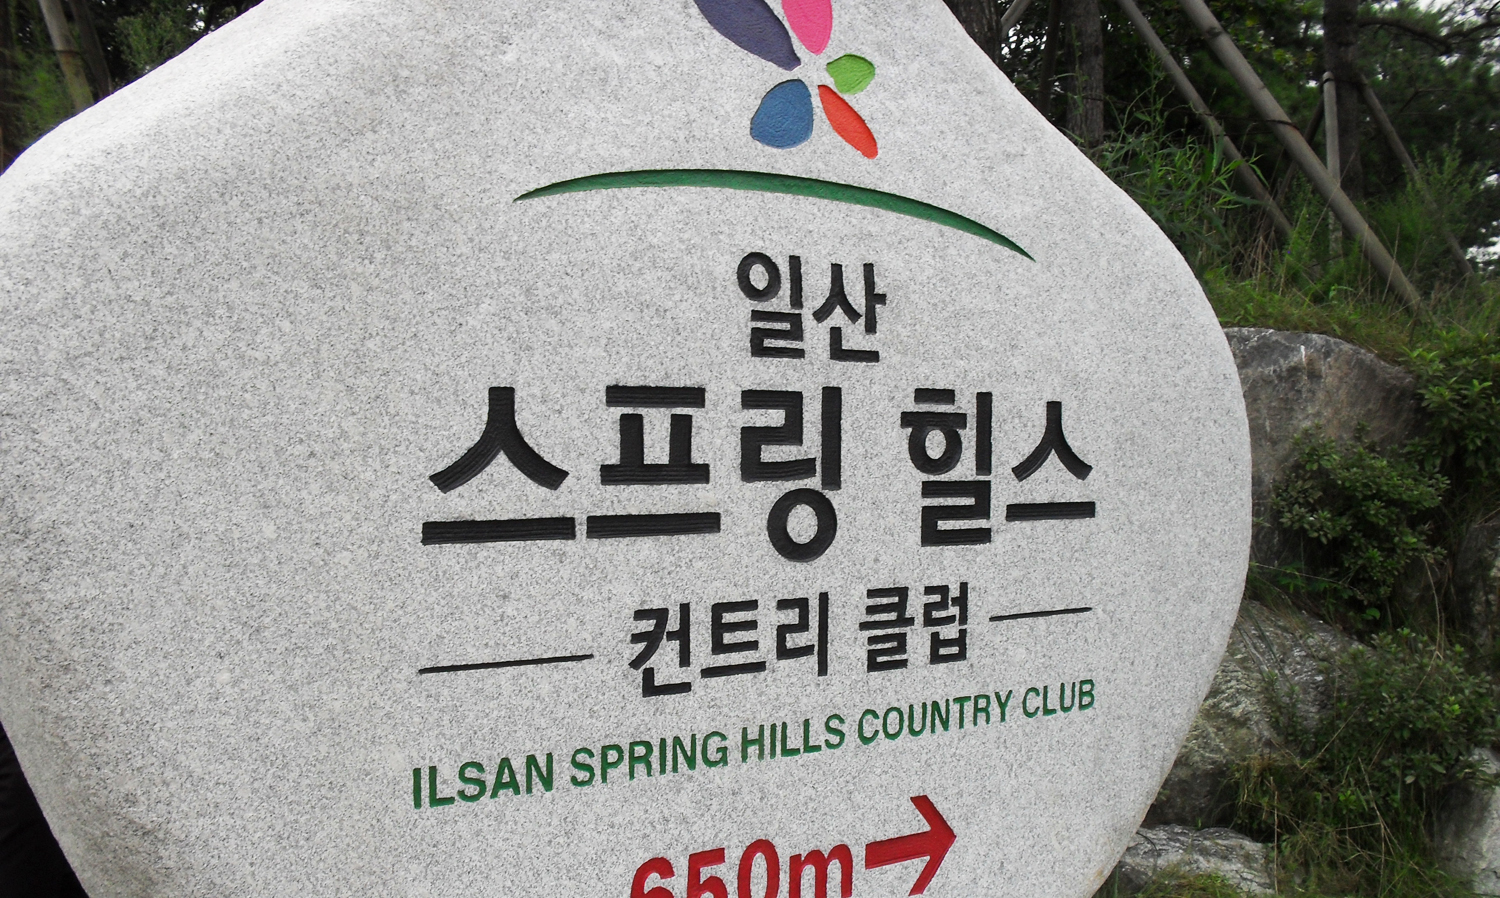 일산
스프링 힐스
컨트리 클럽
ILSAN SPRING HILLS COUNTRY CLUB
650m→